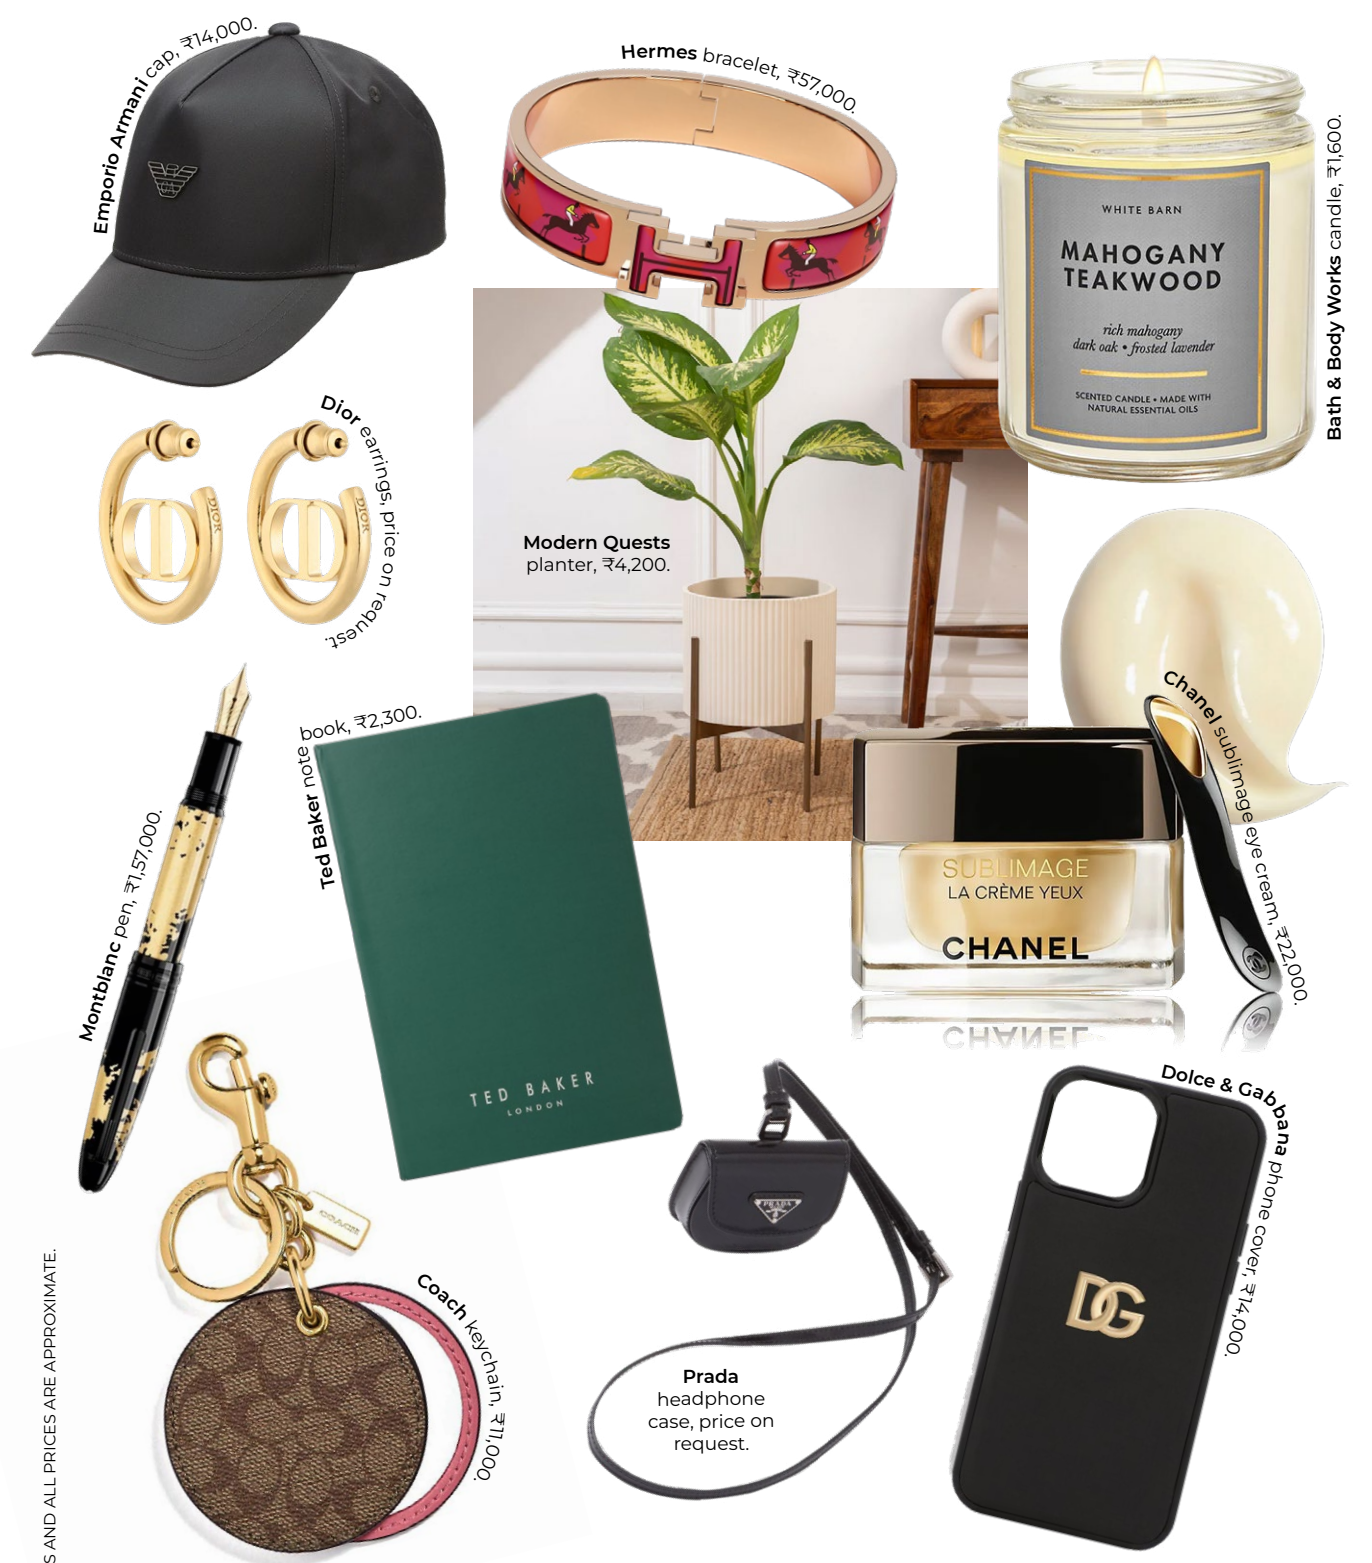 Emporio Armani cap, ₹14,000.
Hermes bracelet, ₹57,000.
WHITE BARN
MAHOGANY
TEAKWOOD
rich mahogany
dark oak • frosted lavender
SCENTED CANDLE • MADE WITH
NATURAL ESSENTIAL OILS
Bath & Body Works candle, ₹1,600.
Dior earrings, price on request.
DIOR
DIOR
Modern Quests
planter, ₹4,200.
Chanel sublimage eye cream, ₹22,000.
SUBLIMAGE
LA CRÈME YEUX
CHANEL
Montblanc pen, ₹1,57,000.
Ted Baker note book, ₹2,300.
TED BAKER
LONDON
COACH
Coach keychain, ₹11,000.
PRADA
Prada
headphone
case, price on
request.
Dolce & Gabbana phone cover, ₹14,000.
DG
S AND ALL PRICES ARE APPROXIMATE.